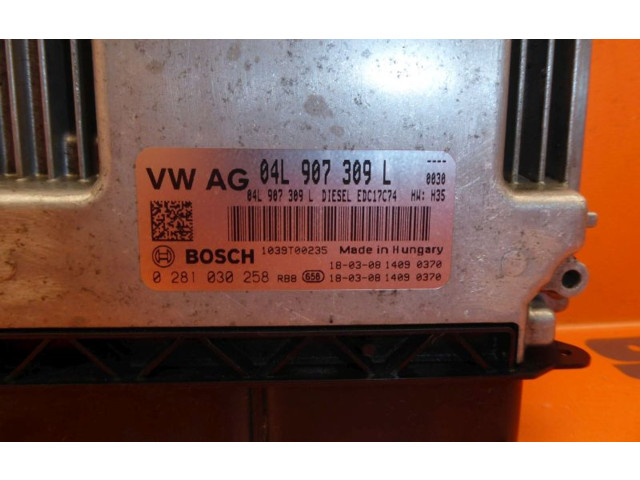 VW AG 04L 907 309 L ----
0030
04L 907 309 L DIESEL EDC17C74 HW: H35
BOSCH 1039T00235 Made in Hungary
18-03-08 1409 0370
0 281 030 258 RBB 656 18-03-08 1409 0370